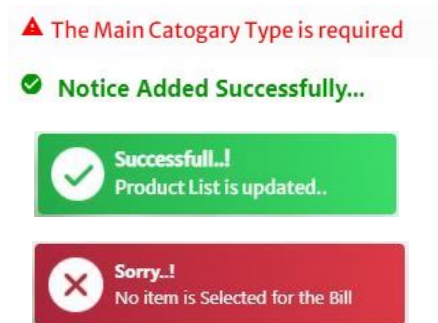 The Main Catogary Type is required
Notice Added Successfully...
Successfull..!
Product List is updated..
Sorry..!
No item is Selected for the Bill